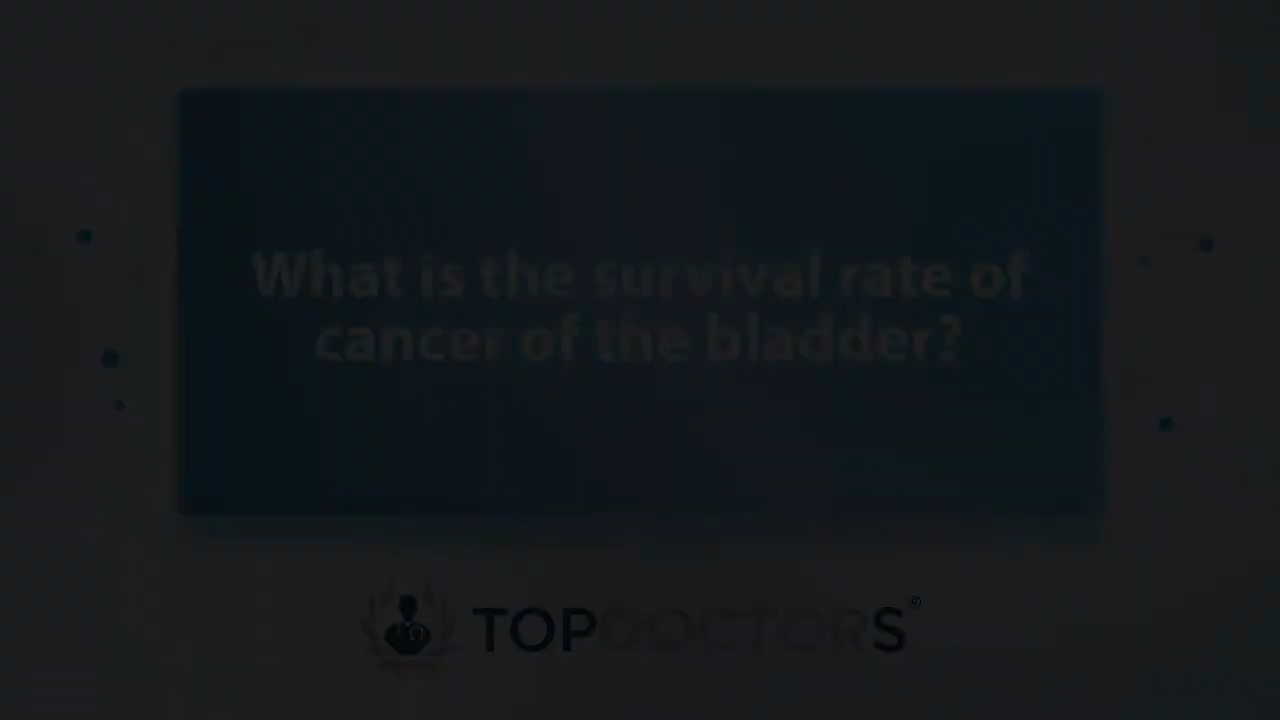 What is the survival rate of
cancer of the bladder?
TOPDOCTORS®